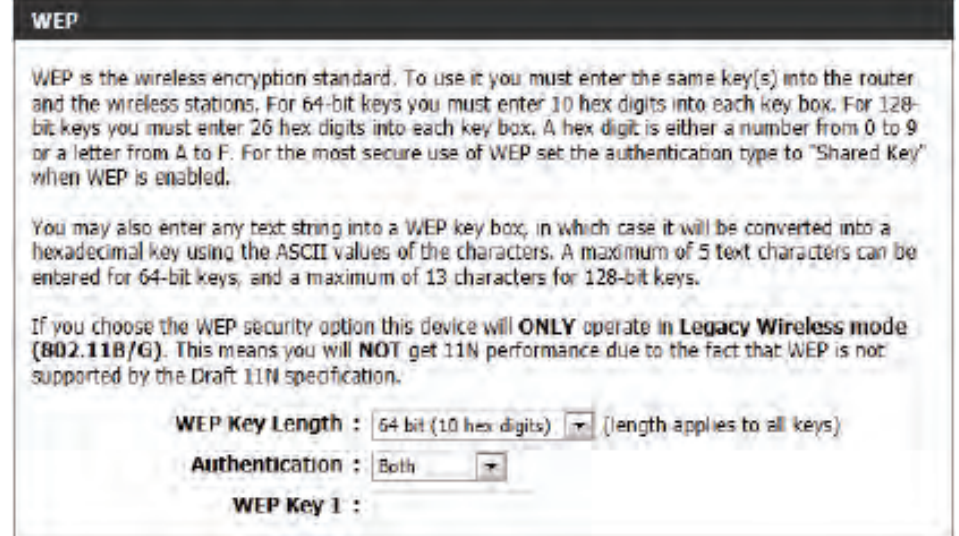 WEP
WEP is the wireless encryption standard. To use it you must enter the same key(s) into the router
and the wireless stations. For 64-bit keys you must enter 10 hex digits into each key box. For 128-
bit keys you must enter 26 hex digits into each key box. A hex digit is either a number from 0 to 9
or a letter from A to F. For the most secure use of WEP set the authentication type to "Shared Key"
when WEP is enabled.
You may also enter any text string into a WEP key box, in which case it will be converted into a
hexadecimal key using the ASCII values of the characters. A maximum of 5 text characters can be
entered for 64-bit keys, and a maximum of 13 characters for 128-bit keys.
If you choose the WEP security option this device will ONLY operate in Legacy Wireless mode
(802.11B/G). This means you will NOT get 11N performance due to the fact that WEP is not
supported by the Draft 11N specification.
WEP Key Length : 64 bit (10 hex digits) (length applies to all keys)
Authentication : Both
WEP Key 1 :